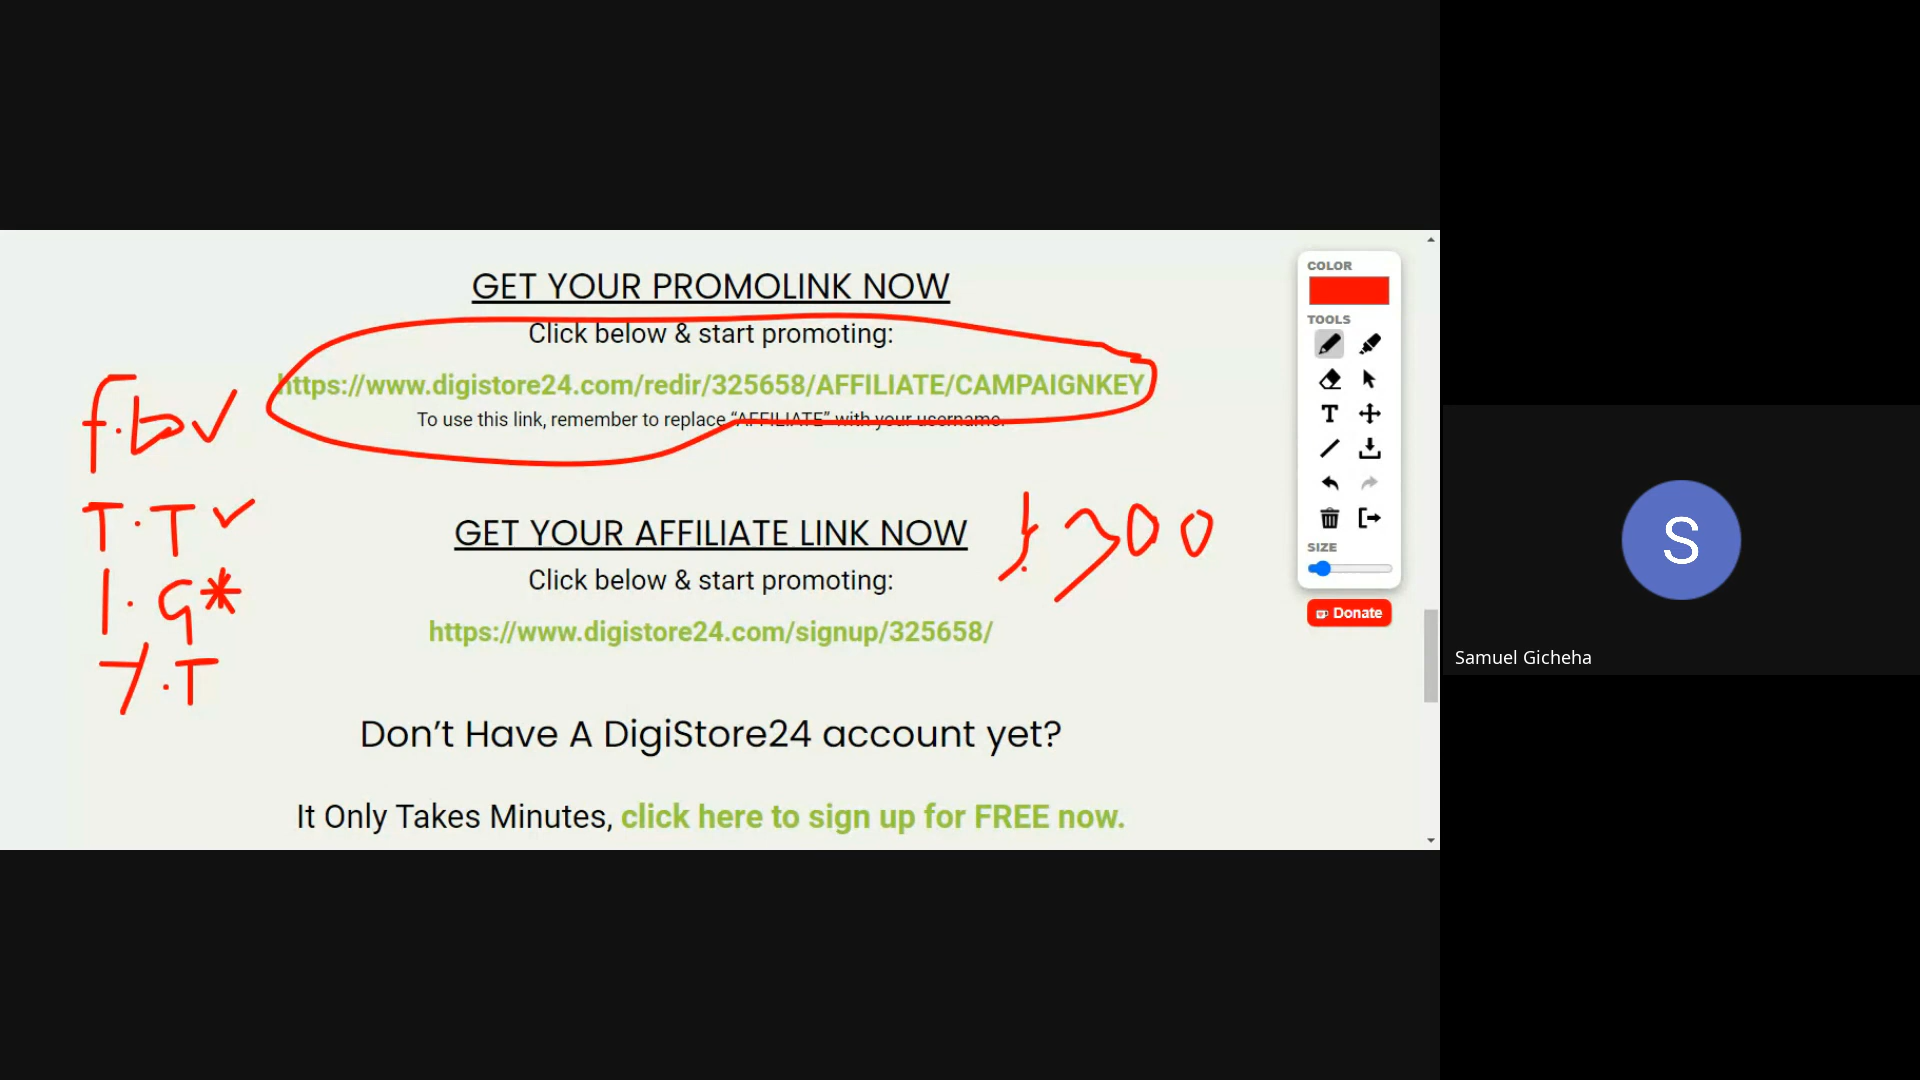 GET YOUR PROMOLINK NOW
Click below & start promoting:
https://www.digistore24.com/redir/325658/AFFILIATE/CAMPAIGNKEY
To use this link, remember to replace “AFFILIATE” with your username.
f.b
T.T
I.G*
Y.T
GET YOUR AFFILIATE LINK NOW
$300
Click below & start promoting:
https://www.digistore24.com/signup/325658/
Don’t Have A DigiStore24 account yet?
It Only Takes Minutes, click here to sign up for FREE now.
COLOR
TOOLS
T
SIZE
Donate
S
Samuel Gicheha